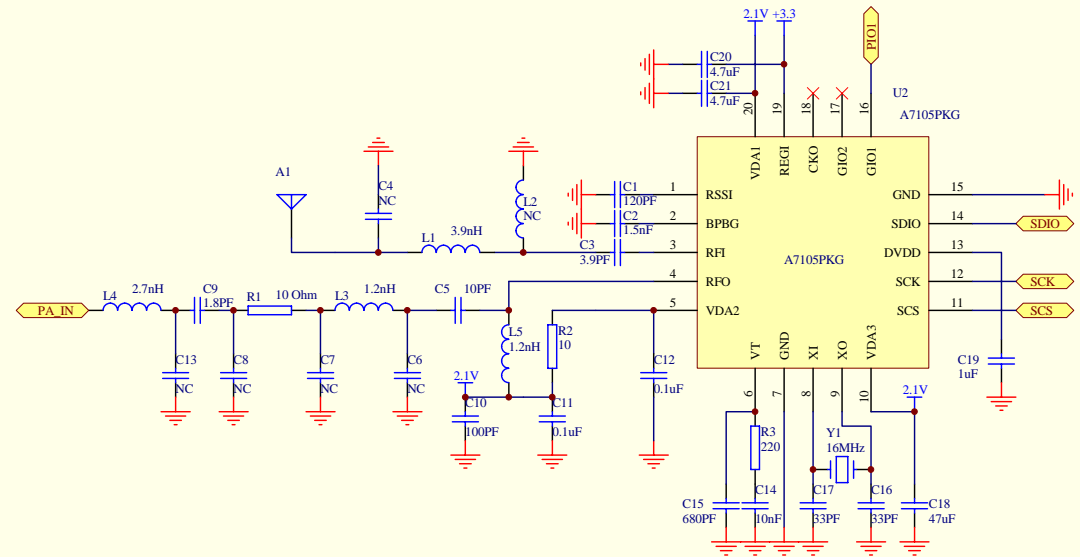 2.1V +3.3
PIO1
C20
4.7uF
C21
4.7uF
U2
A7105PKG
20
19
18
17
16
VDA1
REGI
CKO
GIO2
GIO1
A1
C4
NC
L2
NC
C1
120PF
1
RSSI
GND
15
C2
1.5nF
2
BPBG
SDIO
14
SDIO
L1
3.9nH
C3
3.9PF
3
RFI
DVDD
13
A7105PKG
4
RFO
SCK
12
SCK
PA_IN
L4
2.7nH
C9
1.8PF
R1
10 Ohm
L3
1.2nH
C5
10PF
5
VDA2
SCS
11
SCS
L5
1.2nH
R2
10
VT
GND
XI
XO
VDA3
C13
NC
C8
NC
C7
NC
C6
NC
2.1V
C12
0.1uF
C19
1uF
6
7
8
9
10
2.1V
C10
100PF
C11
0.1uF
R3
220
Y1
16MHz
C15
680PF
C14
10nF
C17
33PF
C16
33PF
C18
47uF